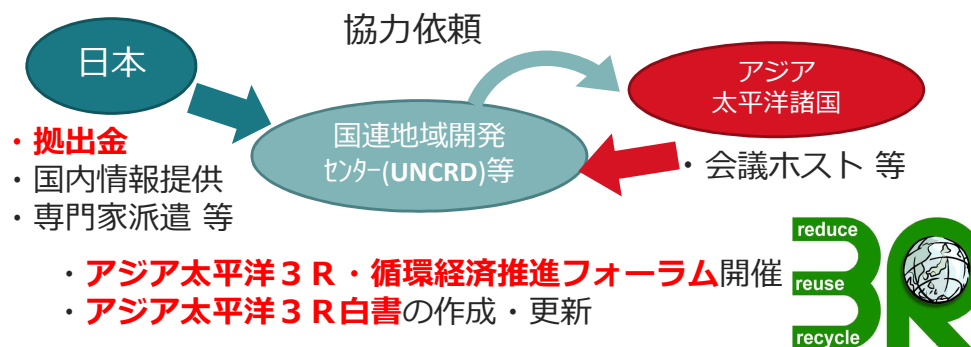 協力依頼
日本
アジア
太平洋諸国
国連地域開発
ｾﾝﾀｰ(UNCRD)等
・拠出金
・国内情報提供
・専門家派遣 等
・会議ホスト 等
・アジア太平洋３Ｒ・循環経済推進フォーラム開催
・アジア太平洋３Ｒ白書の作成・更新
reduce
reuse
recycle
3R